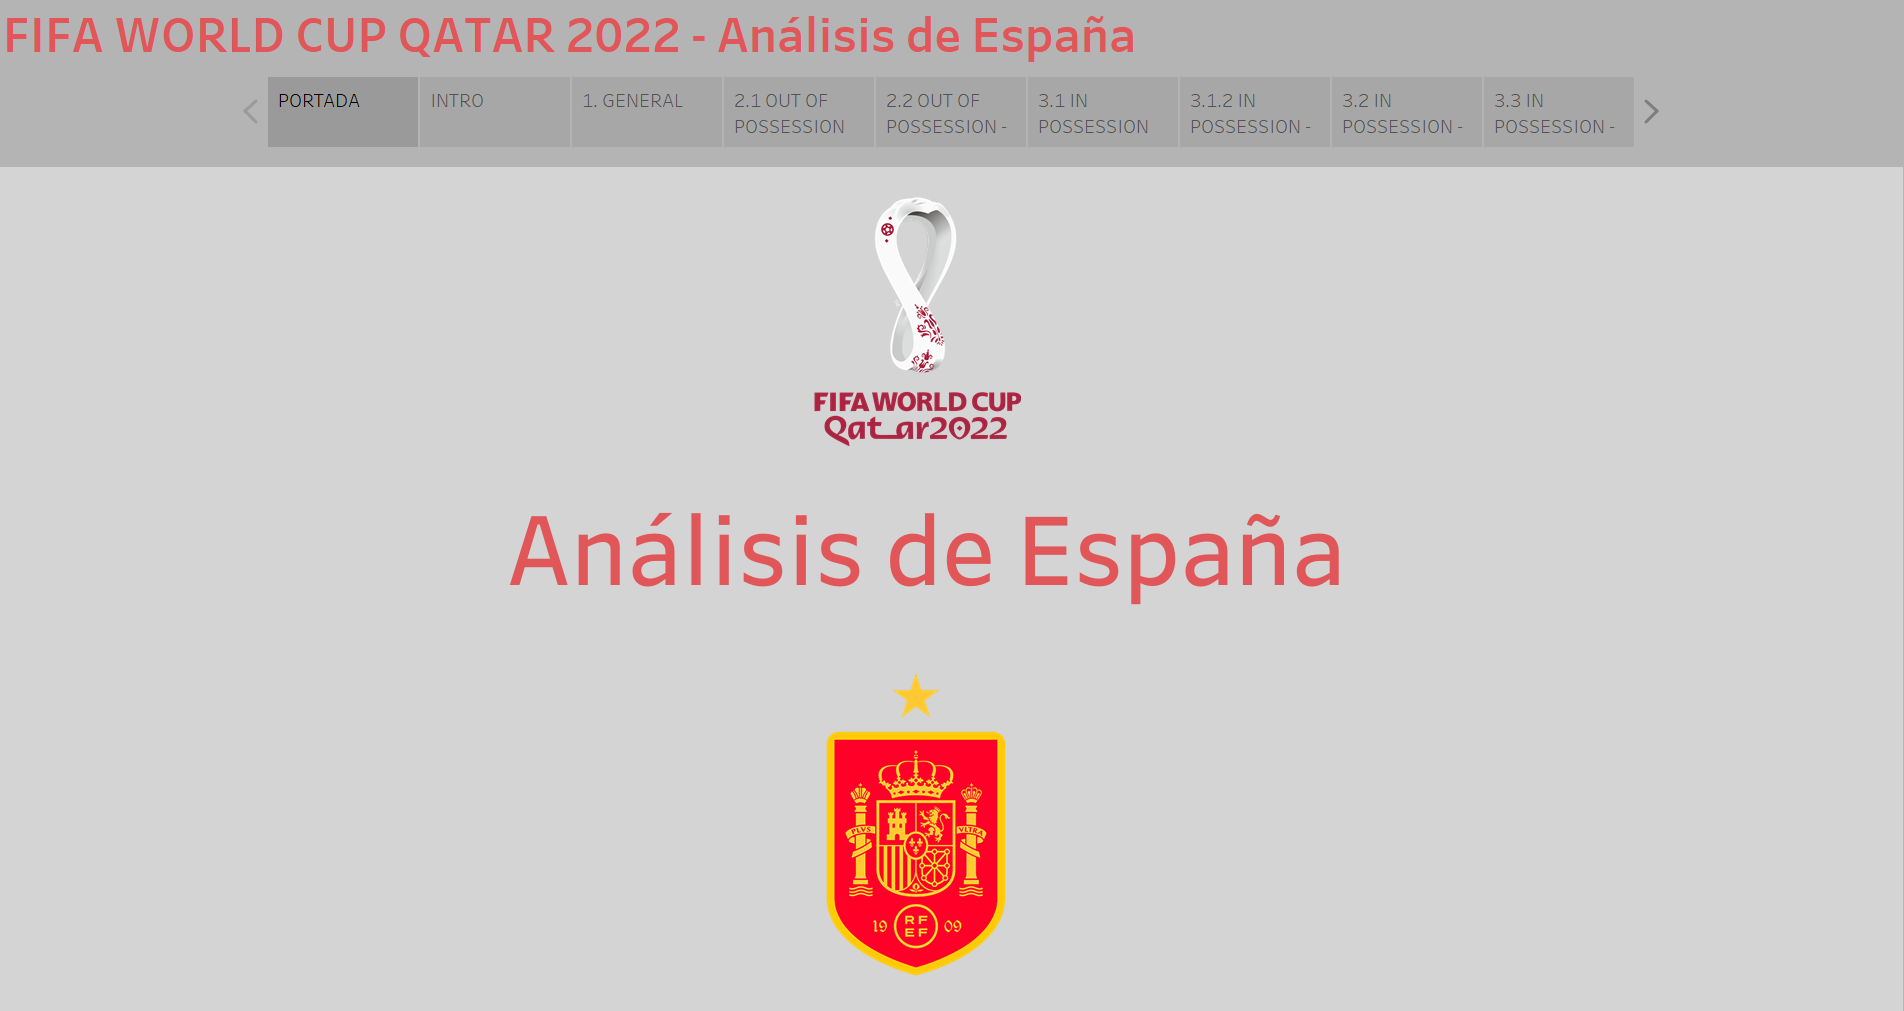 FIFA WORLD CUP QATAR 2022 - Análisis de España
PORTADA
INTRO
1. GENERAL
2.1 OUT OF
POSSESSION
2.2 OUT OF
POSSESSION -
3.1 IN
POSSESSION
3.1.2 IN
POSSESSION -
3.2 IN
POSSESSION -
3.3 IN
POSSESSION -
FIFA WORLD CUP
Qatar2022
Análisis de España
PLVS
VLTRA
19
RF
EF
09